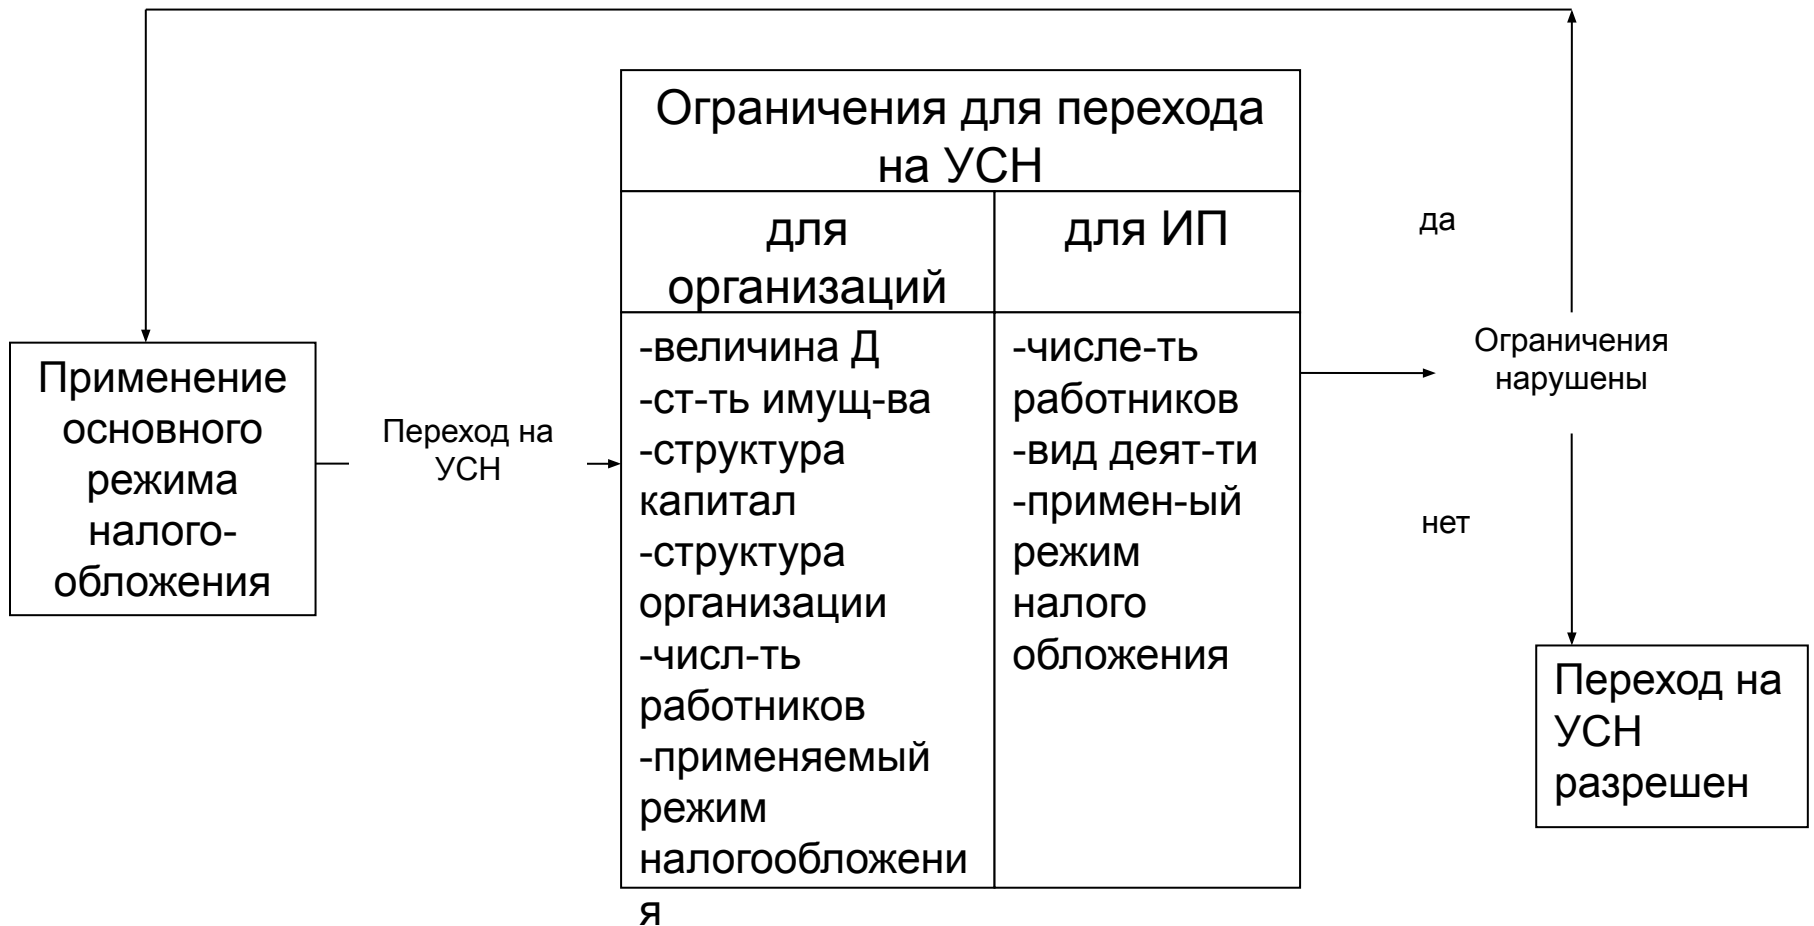 Применение
основного
режима
налого-
обложения
Переход на
УСН
Ограничения для перехода
на УСН
для
организаций
для ИП
-величина Д
-ст-ть имущ-ва
-структура
капитал
-структура
организации
-числ-ть
работников
-применяемый
режим
налогообложени
я
-числе-ть
работников
-вид деят-ти
-примен-ый
режим
налого
обложения
да
Ограничения
нарушены
нет
Переход на
УСН
разрешен